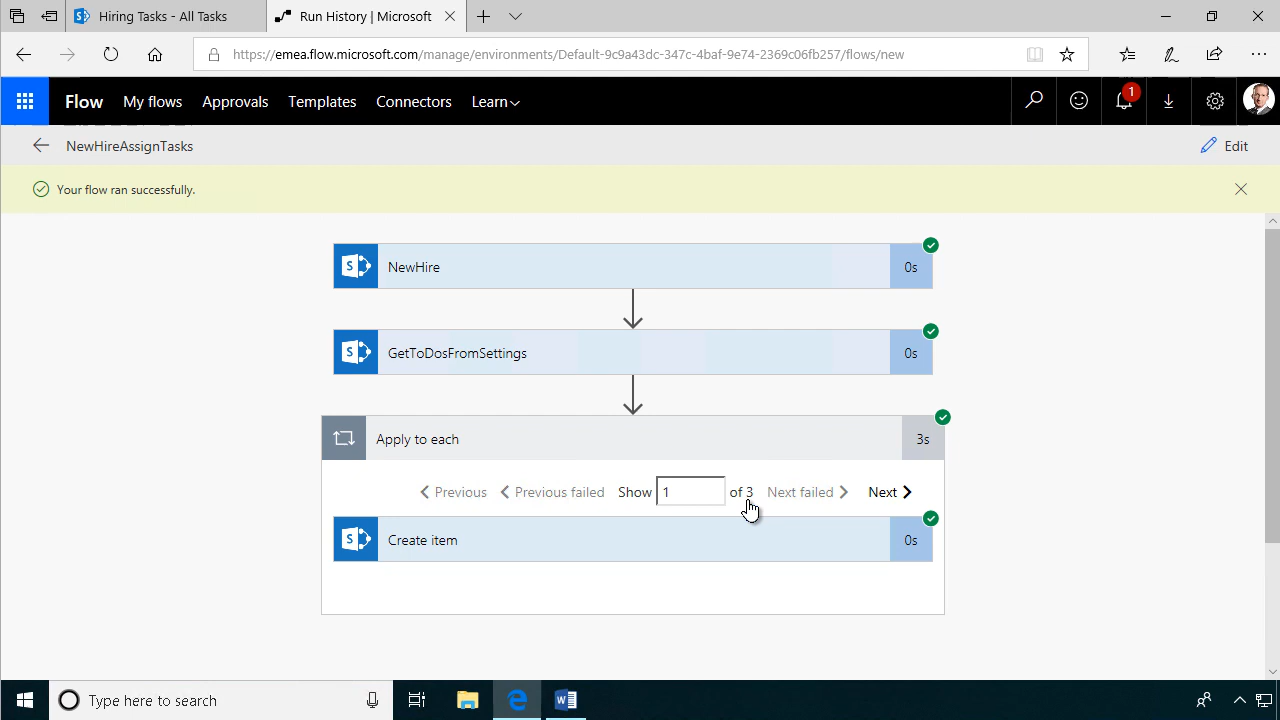 Hiring Tasks - All Tasks
Run History | Microsoft
https://emea.flow.microsoft.com/manage/environments/Default-9c9a43dc-347c-4baf-9e74-2369c06fb257/flows/new
Flow My flows Approvals Templates Connectors Learn 1
NewHireAssignTasks Edit
Your flow ran successfully.
S NewHire 0s
S GetToDosFromSettings 0s
Apply to each 3s
Previous Previous failed Show 1 of 3 Next failed Next
S Create item 0s
Type here to search